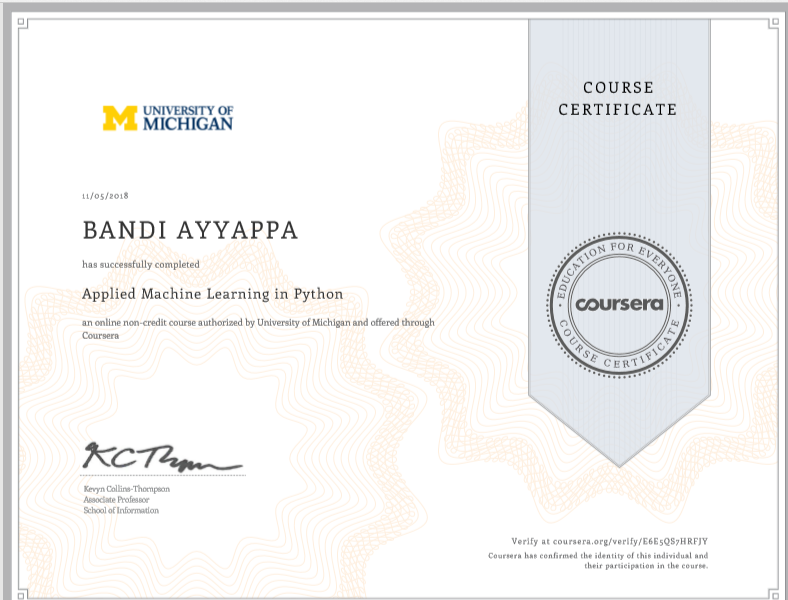 UNIVERSITY OF
MICHIGAN
COURSE
CERTIFICATE
11/05/2018
BANDI AYYAPPA
has successfully completed
Applied Machine Learning in Python
an online non-credit course authorized by University of Michigan and offered through
Coursera
EDUCATION FOR EVERYONE
coursera
COURSE CERTIFICATE
Kevyn Collins-Thompson
Associate Professor
School of Information
Verify at coursera.org/verify/E6E5QS7HRFJY
Coursera has confirmed the identity of this individual and
their participation in the course.